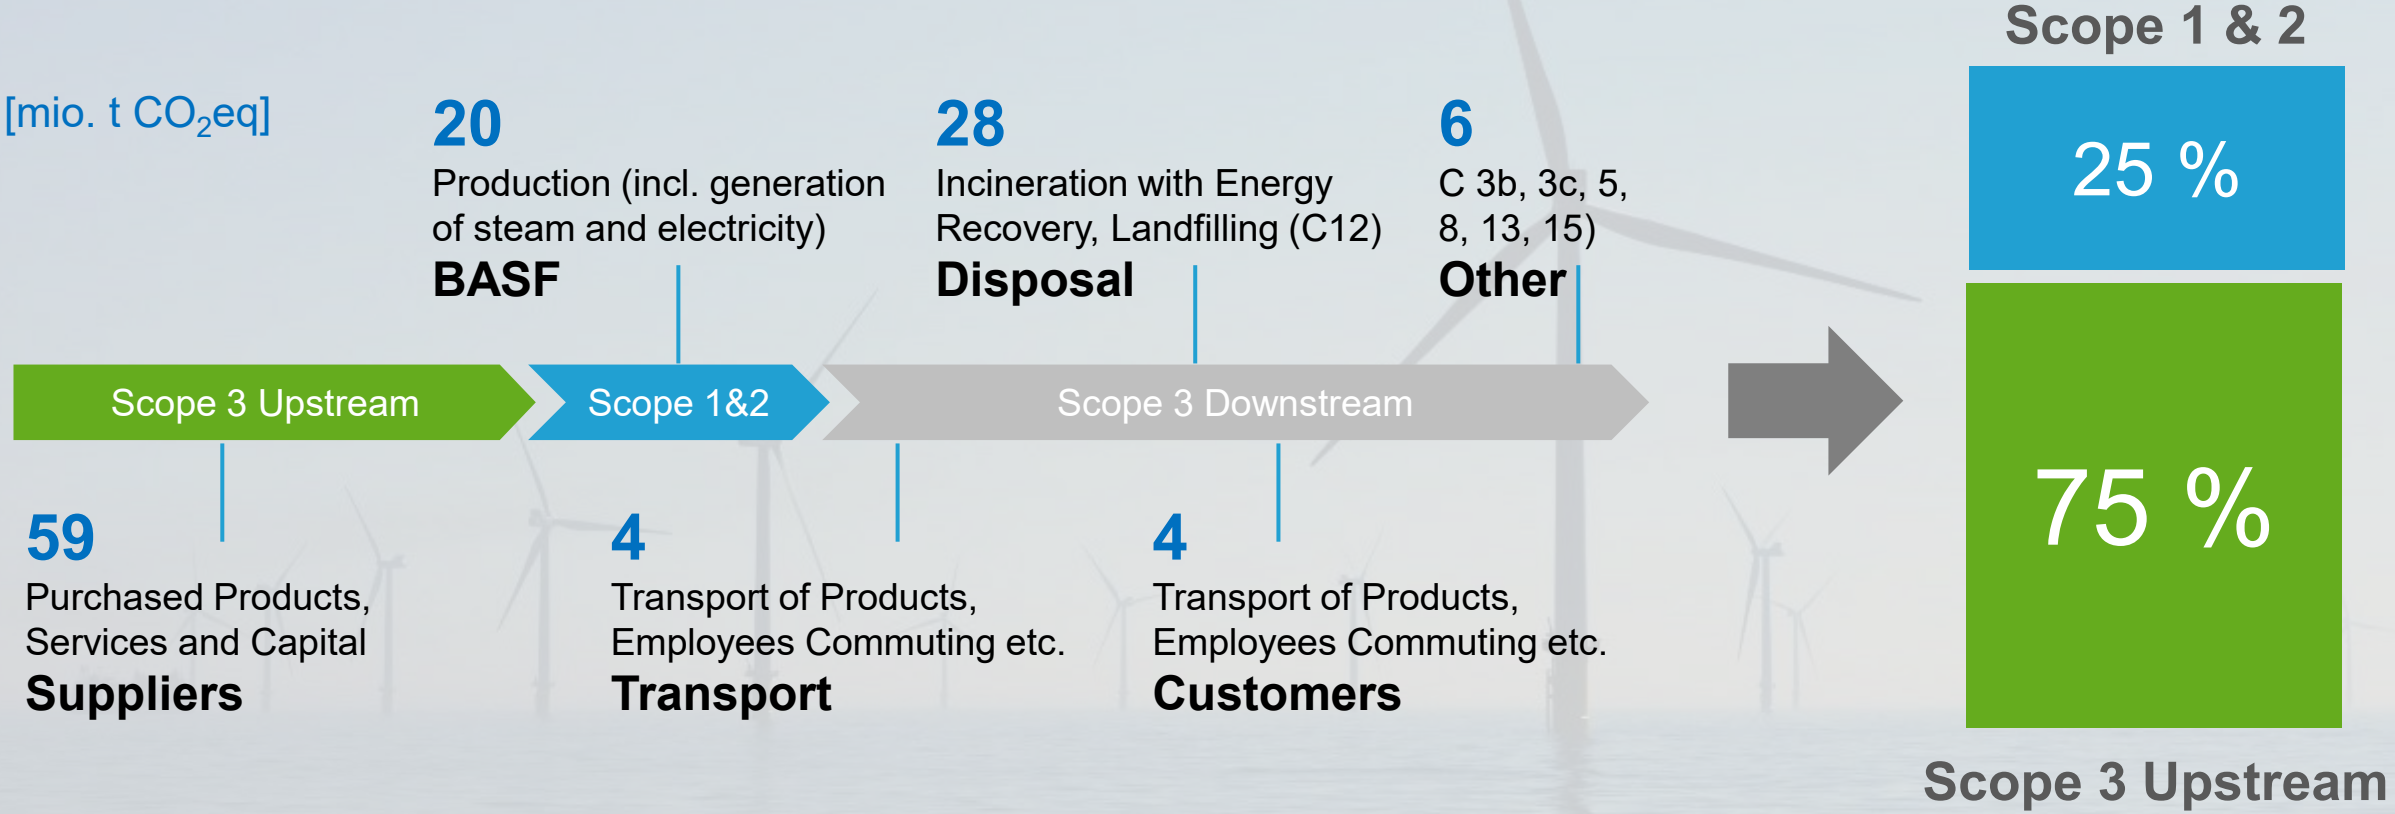 Scope 1 & 2
[mio. t CO₂eq]
20
Production (incl. generation
of steam and electricity)
BASF
28
Incineration with Energy
Recovery, Landfilling (C12)
Disposal
6
C 3b, 3c, 5,
8, 13, 15)
Other
25 %
Scope 3 Upstream
Scope 1&2
Scope 3 Downstream
59
Purchased Products,
Services and Capital
Suppliers
4
Transport of Products,
Employees Commuting etc.
Transport
4
Transport of Products,
Employees Commuting etc.
Customers
75 %
Scope 3 Upstream